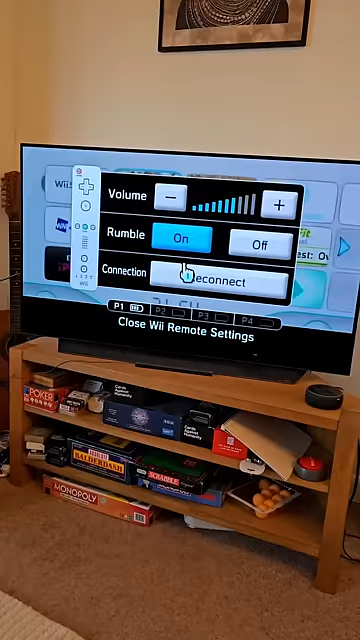 Wii
Volume
−
+
Rumble
On
Off
Connection
Reconnect
Wii
P1
P2
P3
P4
Close Wii Remote Settings
POKER
Cards
Against
Humanity
Cards
Against
Humanity
BALDERDASH
SCRABBLE
MONOPOLY